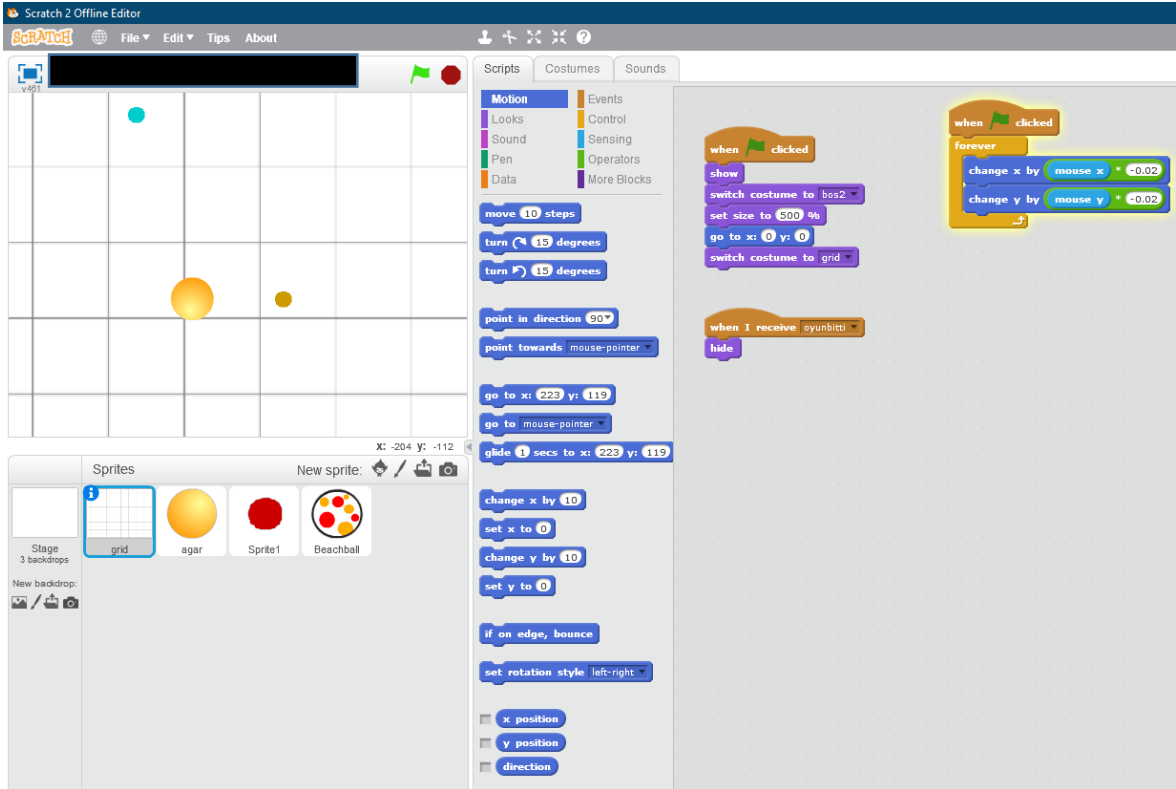 Scratch 2 Offline Editor
SCRATCH File Edit Tips About
v461
Scripts Costumes Sounds
Motion Events
Looks Control
Sound Sensing
Pen Operators
Data More Blocks
move 10 steps
turn 15 degrees
turn 15 degrees
point in direction 90
point towards mouse-pointer
go to x: 223 y: 119
go to mouse-pointer
glide 1 secs to x: 223 y: 119
change x by 10
set x to 0
change y by 10
set y to 0
if on edge, bounce
set rotation style left-right
x position
y position
direction
when clicked
show
switch costume to bos2
set size to 500 %
go to x: 0 y: 0
switch costume to grid
when I receive oyunbitti
hide
when clicked
forever
change x by mouse x * -0.02
change y by mouse y * -0.02
X: -204 Y: -112
Sprites New sprite:
Stage
3 backdrops
New backdrop:
grid agar Sprite1 Beachball